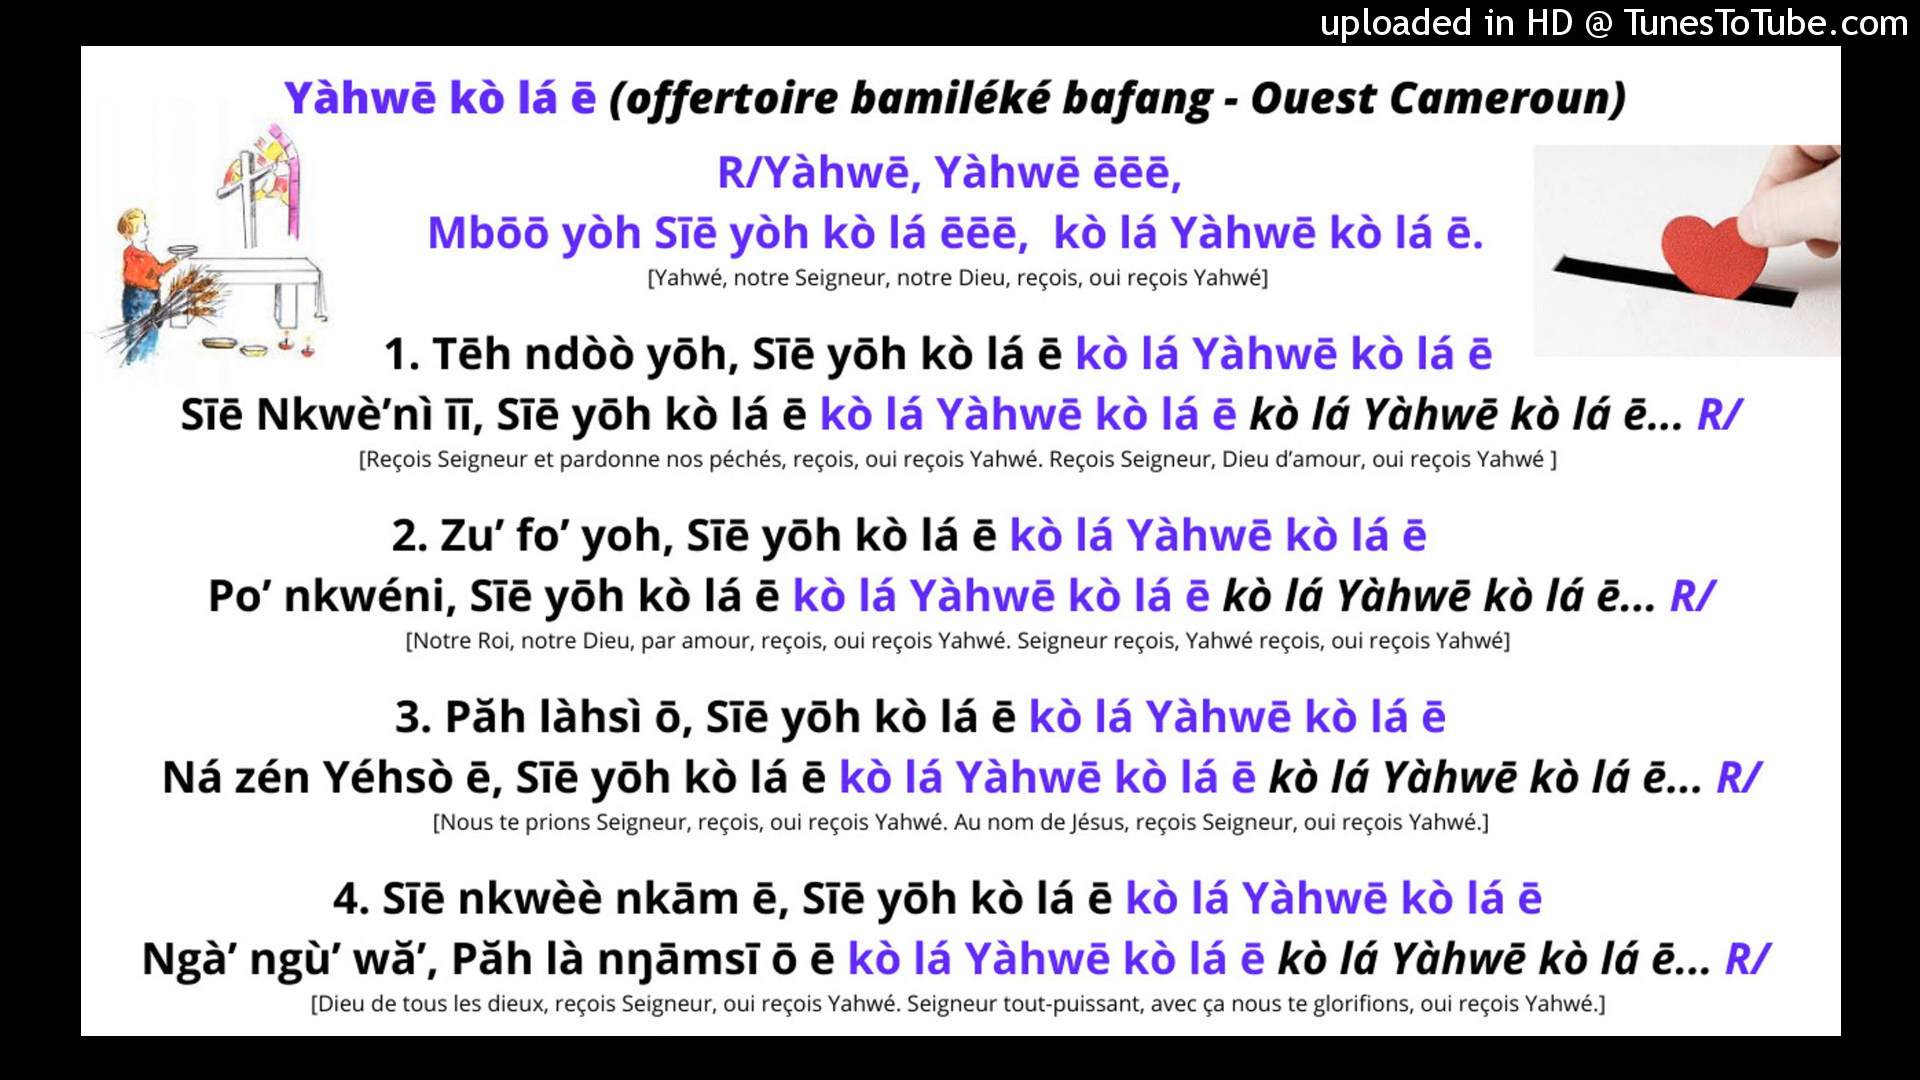 uploaded in HD @ TunesToTube.com
Yàhwē kò lá ē (offertoire bamiléké bafang - Ouest Cameroun)
R/Yàhwē, Yàhwē ēēē,
Mbōō yòh Sīē yòh kò lá ēēē,  kò lá Yàhwē kò lá ē.
[Yahwé, notre Seigneur, notre Dieu, reçois, oui reçois Yahwé]
1. Tēh ndòò yōh, Sīē yōh kò lá ē kò lá Yàhwē kò lá ē
Sīē Nkwè’nì īī, Sīē yōh kò lá ē kò lá Yàhwē kò lá ē kò lá Yàhwē kò lá ē... R/
[Reçois Seigneur et pardonne nos péchés, reçois, oui reçois Yahwé. Reçois Seigneur, Dieu d’amour, oui reçois Yahwé ]
2. Zu’ fo’ yoh, Sīē yōh kò lá ē kò lá Yàhwē kò lá ē
Po’ nkwéni, Sīē yōh kò lá ē kò lá Yàhwē kò lá ē kò lá Yàhwē kò lá ē... R/
[Notre Roi, notre Dieu, par amour, reçois, oui reçois Yahwé. Seigneur reçois, Yahwé reçois, oui reçois Yahwé]
3. Păh làhsì ō, Sīē yōh kò lá ē kò lá Yàhwē kò lá ē
Ná zén Yéhsò ē, Sīē yōh kò lá ē kò lá Yàhwē kò lá ē kò lá Yàhwē kò lá ē... R/
[Nous te prions Seigneur, reçois, oui reçois Yahwé. Au nom de Jésus, reçois Seigneur, oui reçois Yahwé.]
4. Sīē nkwèè nkām ē, Sīē yōh kò lá ē kò lá Yàhwē kò lá ē
Ngà’ ngù’ wă’, Păh là nŋāmsī ō ē kò lá Yàhwē kò lá ē kò lá Yàhwē kò lá ē... R/
[Dieu de tous les dieux, reçois Seigneur, oui reçois Yahwé. Seigneur tout-puissant, avec ça nous te glorifions, oui reçois Yahwé.]